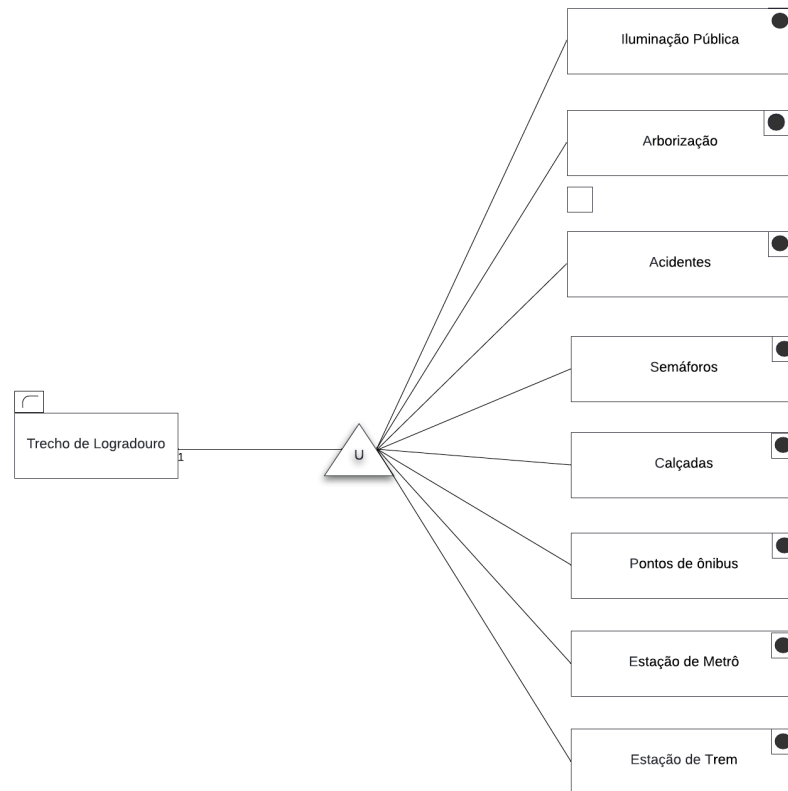 Iluminação Pública
Arborização
Acidentes
Semáforos
Trecho de Logradouro
1
U
Calçadas
Pontos de ônibus
Estação de Metrô
Estação de Trem